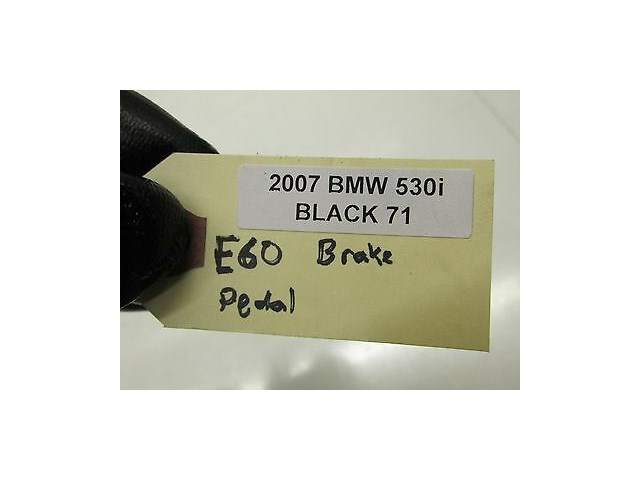 2007 BMW 530i
BLACK 71
E60 Brake
Pedal